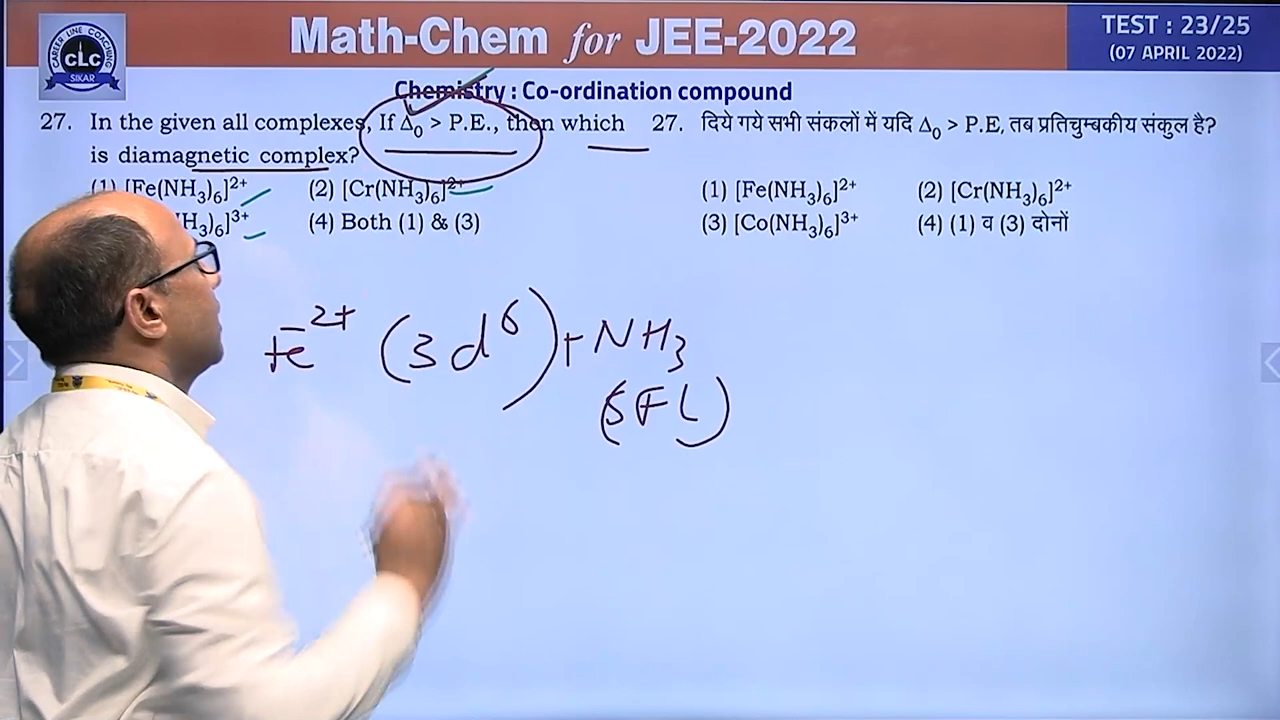 CAREER LINE COACHING
CLC
SIKAR
Math-Chem for JEE-2022
TEST : 23/25
(07 APRIL 2022)
Chemistry : Co-ordination compound
27. In the given all complexes, If Δ₀ > P.E., then which
is diamagnetic complex?
(1) [Fe(NH₃)₆]²⁺ (2) [Cr(NH₃)₆]²⁺
H₃)₆]³⁺ (4) Both (1) & (3)
27. दिये गये सभी संकलों में यदि Δ₀ > P.E, तब प्रतिचुम्बकीय संकुल है?
(1) [Fe(NH₃)₆]²⁺ (2) [Cr(NH₃)₆]²⁺
(3) [Co(NH₃)₆]³⁺ (4) (1) व (3) दोनों
Fe²⁺ (3d⁶) + NH₃
(SFL)